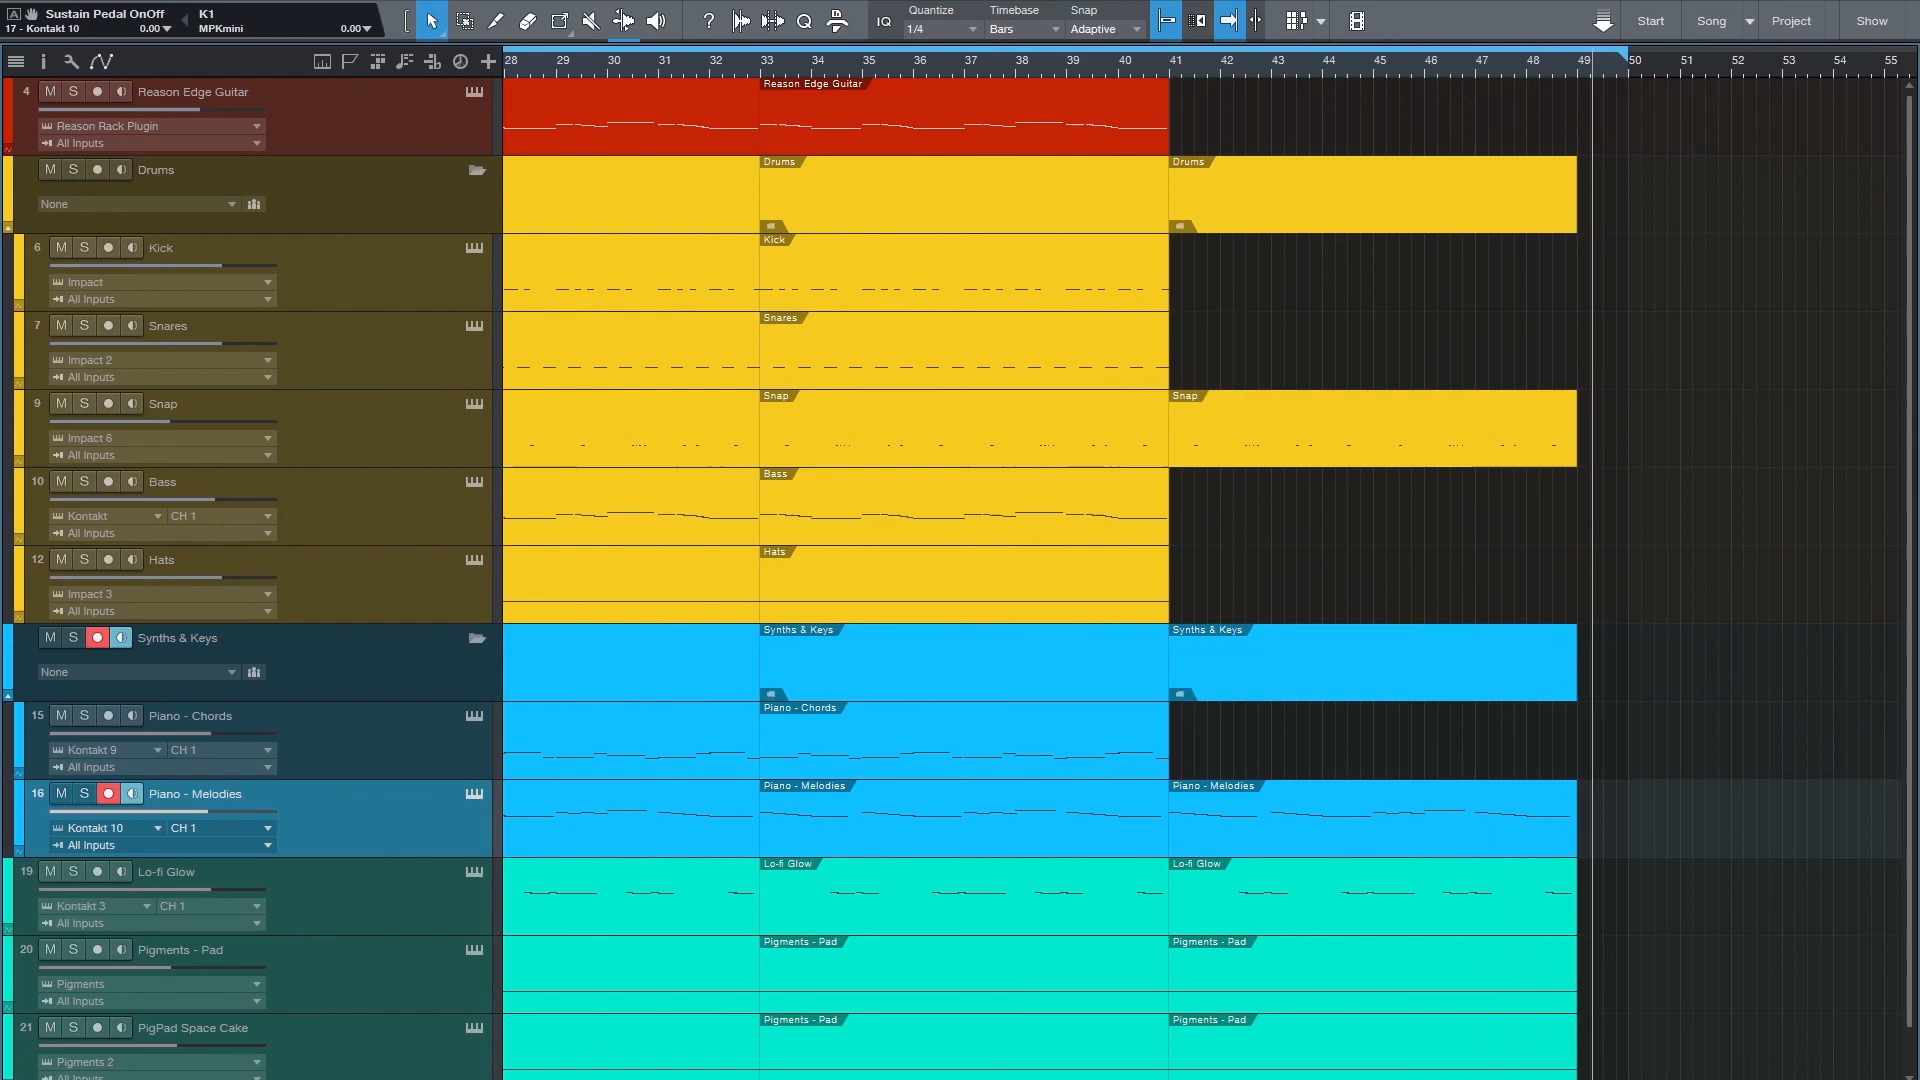 Sustain Pedal OnOff
17 - Kontakt 10 0.00
K1
MPKmini 0.00
IQ
Quantize Timebase Snap
1/4 Bars Adaptive
Start Song Project Show
28 29 30 31 32 33 34 35 36 37 38 39 40 41 42 43 44 45 46 47 48 49 50 51 52 53 54 55
4 M S Reason Edge Guitar
Reason Rack Plugin
All Inputs
Reason Edge Guitar
M S Drums
None
Drums Drums
6 M S Kick
Impact
All Inputs
Kick
7 M S Snares
Impact 2
All Inputs
Snares
9 M S Snap
Impact 6
All Inputs
Snap Snap
10 M S Bass
Kontakt CH 1
All Inputs
Bass
12 M S Hats
Impact 3
All Inputs
Hats
M S Synths & Keys
None
Synths & Keys Synths & Keys
15 M S Piano - Chords
Kontakt 9 CH 1
All Inputs
Piano - Chords
16 M S Piano - Melodies
Kontakt 10 CH 1
All Inputs
Piano - Melodies Piano - Melodies
19 M S Lo-fi Glow
Kontakt 3 CH 1
All Inputs
Lo-fi Glow Lo-fi Glow
20 M S Pigments - Pad
Pigments
All Inputs
Pigments - Pad Pigments - Pad
21 M S PigPad Space Cake
Pigments 2
All Inputs
Pigments - Pad Pigments - Pad